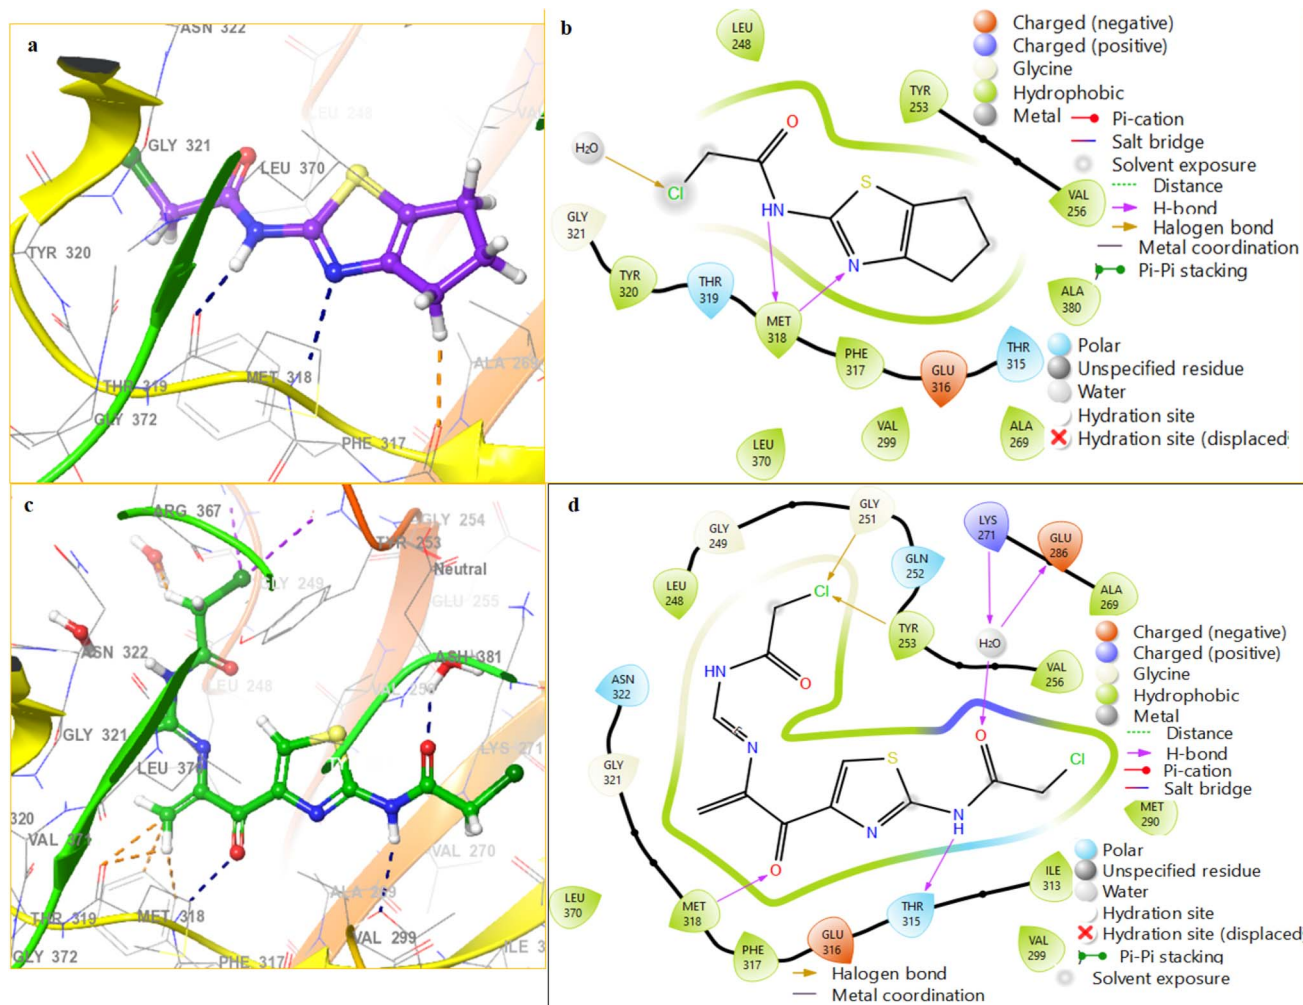 a
ASN 322
LEU 248
GLY 321
LEU 370
TYR 320
ALA 269
THR 319
MET 318
GLY 372
PHE 317
b
LEU
248
TYR
253
H₂O
O
Cl
HN
S
N
GLY
321
TYR
320
THR
319
MET
318
PHE
317
GLU
316
THR
315
VAL
256
ALA
380
LEU
370
VAL
299
ALA
269
Charged (negative)
Charged (positive)
Glycine
Hydrophobic
Metal
Pi-cation
Salt bridge
Solvent exposure
Distance
H-bond
Halogen bond
Metal coordination
Pi-Pi stacking
Polar
Unspecified residue
Water
Hydration site
Hydration site (displaced
c
ARG 367
GLY 254
TYR 253
Neutral
GLY 249
GLU 255
ASN 322
ASH 381
LEU 248
GLY 321
LYS 271
320
VAL 270
THR 319
MET 318
VAL 299
GLY 372
PHE 317
ILE 3
d
GLY
249
GLY
251
LEU
248
GLN
252
LYS
271
GLU
286
ALA
269
Cl
TYR
253
H₂O
VAL
256
ASN
322
HN
O
N
S
O
Cl
GLY
321
N
N
H
O
MET
290
LEU
370
MET
318
PHE
317
GLU
316
THR
315
ILE
313
VAL
299
Charged (negative)
Charged (positive)
Glycine
Hydrophobic
Metal
Distance
H-bond
Pi-cation
Salt bridge
Polar
Unspecified residue
Water
Hydration site
Hydration site (displaced
Pi-Pi stacking
Solvent exposure
Halogen bond
Metal coordination